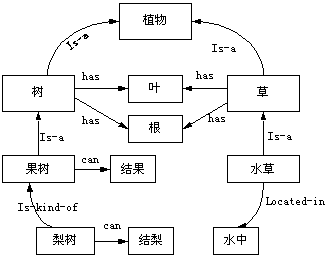 植物
Is-a
Is-a
树
has
叶
has
草
has
根
has
Is-a
Is-a
果树
can
结果
水草
Is-kind-of
Located-in
梨树
can
结梨
水中